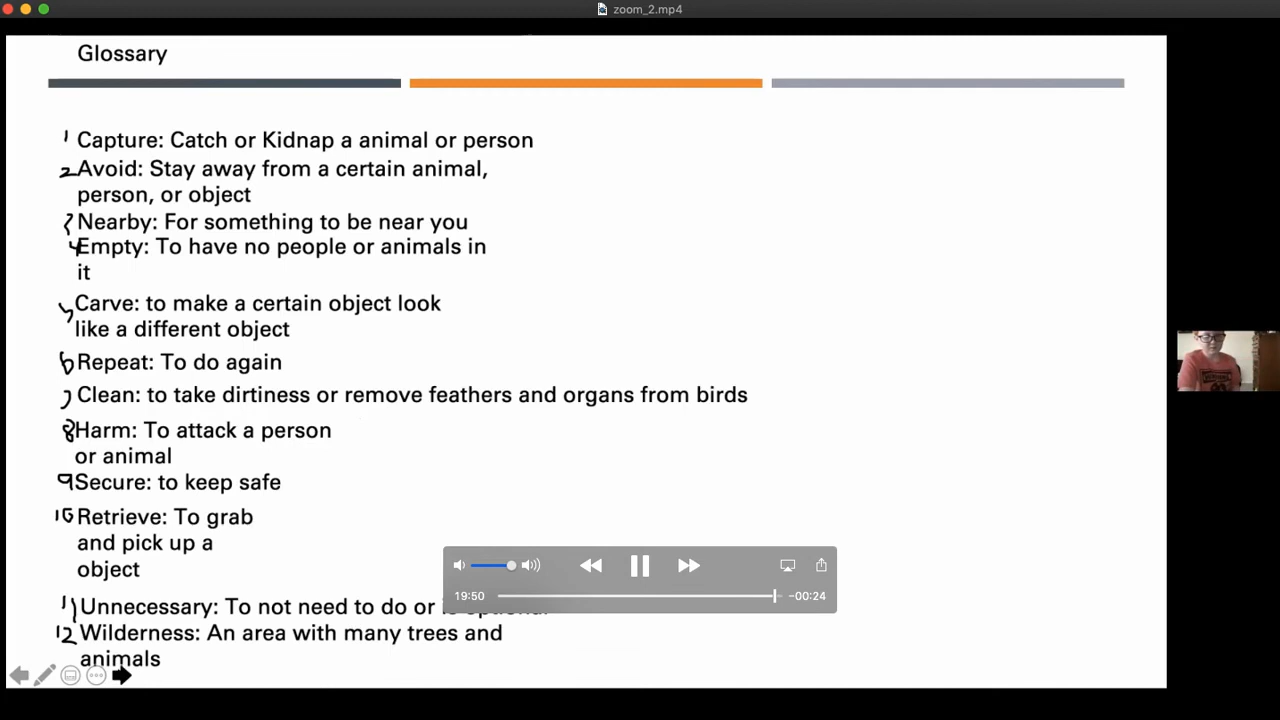 zoom_2.mp4
Glossary
1 Capture: Catch or Kidnap a animal or person
2 Avoid: Stay away from a certain animal,
person, or object
3 Nearby: For something to be near you
4 Empty: To have no people or animals in
it
5 Carve: to make a certain object look
like a different object
6 Repeat: To do again
7 Clean: to take dirtiness or remove feathers and organs from birds
8 Harm: To attack a person
or animal
9 Secure: to keep safe
10 Retrieve: To grab
and pick up a
object
11 Unnecessary: To not need to do or is optional
12 Wilderness: An area with many trees and
animals
19:50
-00:24